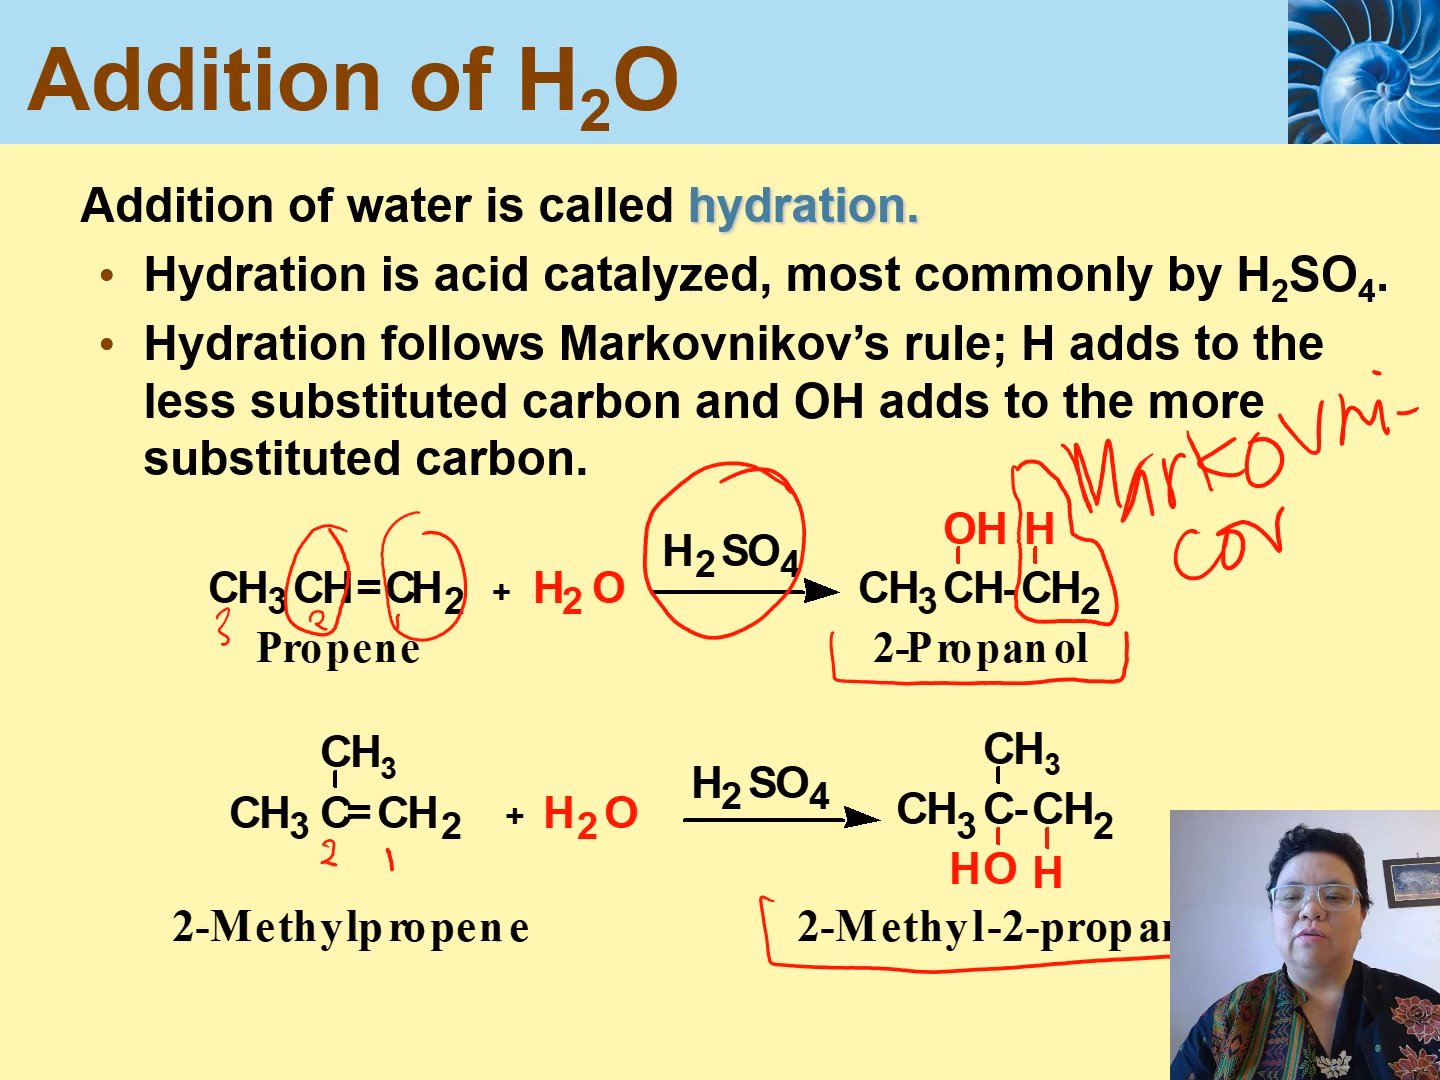 Addition of H₂O
Addition of water is called hydration.
• Hydration is acid catalyzed, most commonly by H₂SO₄.
• Hydration follows Markovnikov’s rule; H adds to the
less substituted carbon and OH adds to the more
substituted carbon.
Markovni-
cov
OH H
CH₃CH=CH₂ + H₂O H₂SO₄ CH₃CH-CH₂
3 2 1
Propene 2-Propanol
CH₃ CH₃
CH₃C=CH₂ + H₂O H₂SO₄ CH₃C-CH₂
2 1 HO H
2-Methylpropene 2-Methyl-2-propan